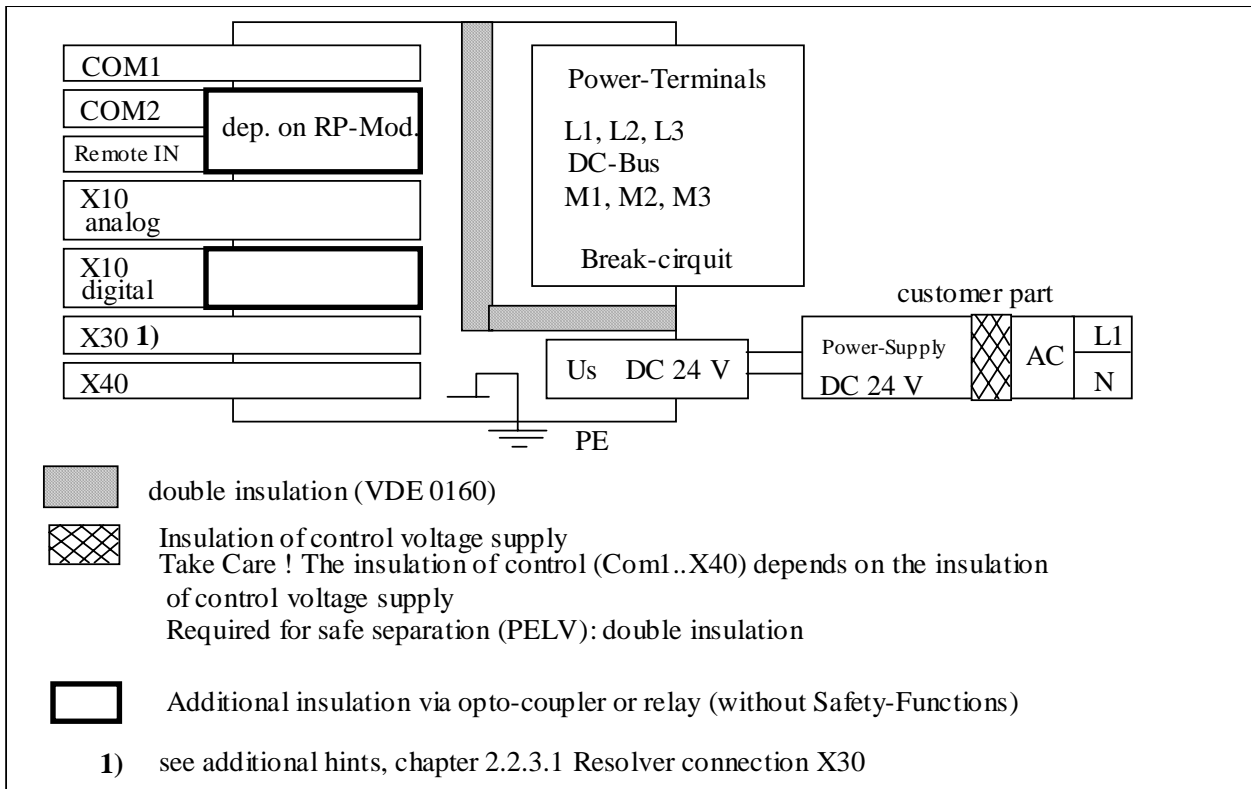 COM1
COM2
dep. on RP-Mod.
Remote IN
X10
analog
X10
digital
X30 1)
X40
Power-Terminals
L1, L2, L3
DC-Bus
M1, M2, M3
Break-cirquit
Us DC 24 V
PE
customer part
Power-Supply
DC 24 V
AC
L1
N
double insulation (VDE 0160)
Insulation of control voltage supply
Take Care ! The insulation of control (Com1..X40) depends on the insulation
of control voltage supply
Required for safe separation (PELV): double insulation
Additional insulation via opto-coupler or relay (without Safety-Functions)
1) see additional hints, chapter 2.2.3.1 Resolver connection X30